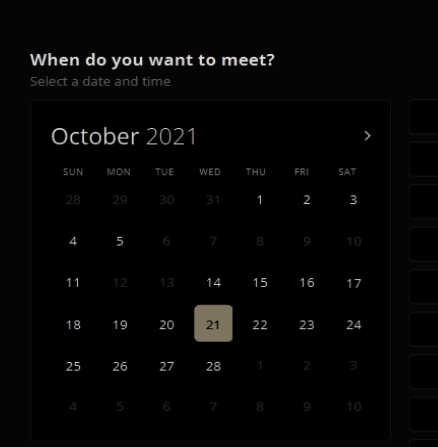 When do you want to meet?
Select a date and time
October 2021 >
SUN MON TUE WED THU FRI SAT
28 29 30 31 1 2 3
4 5 6 7 8 9 10
11 12 13 14 15 16 17
18 19 20 21 22 23 24
25 26 27 28 1 2 3
4 5 6 7 8 9 10